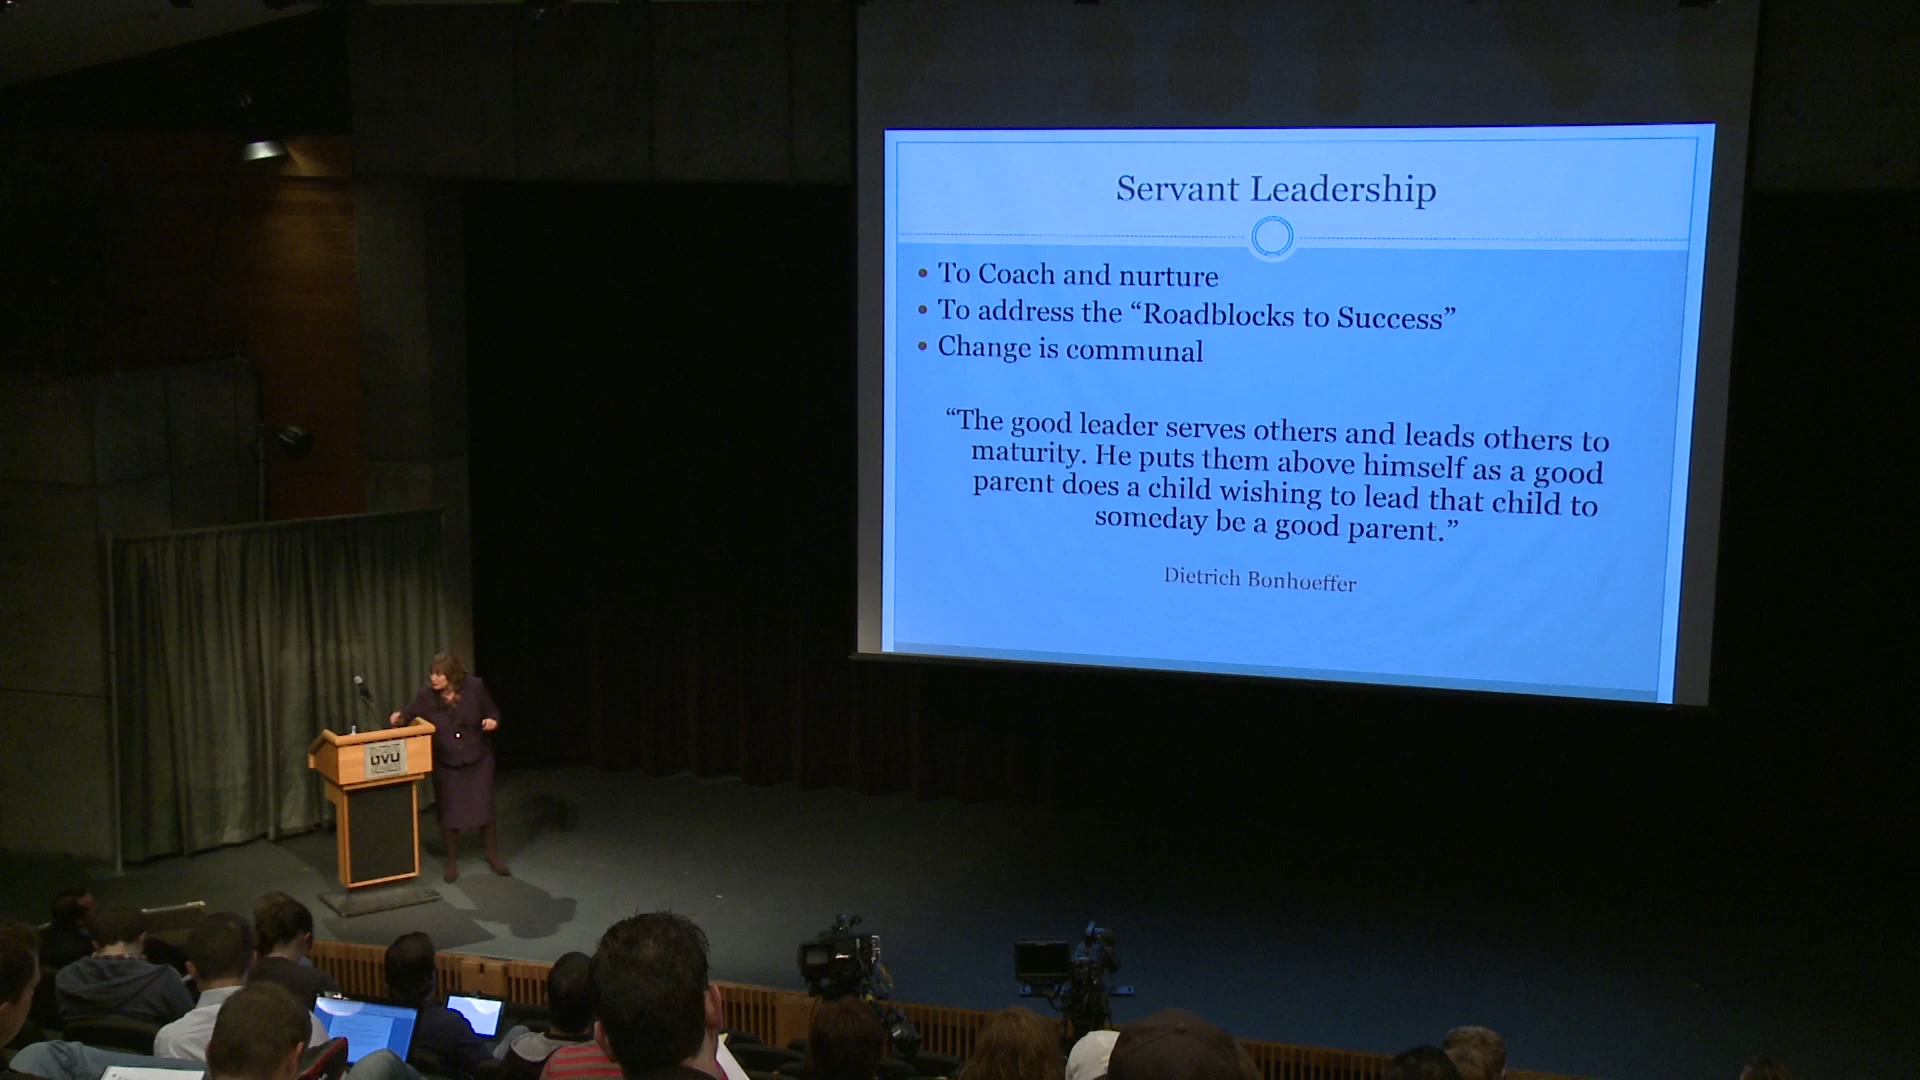 Servant Leadership
• To Coach and nurture
• To address the “Roadblocks to Success”
• Change is communal
“The good leader serves others and leads others to
maturity. He puts them above himself as a good
parent does a child wishing to lead that child to
someday be a good parent.”
Dietrich Bonhoeffer
UVU